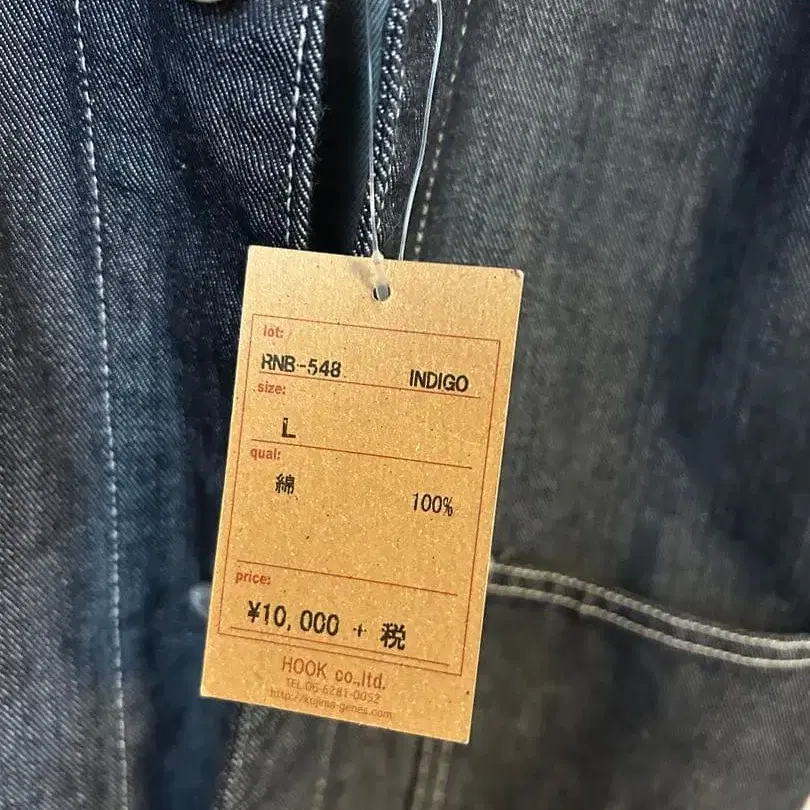 lot:
RNB-548 INDIGO
size:
L
qual:
綿 100%
price:
¥10,000 + 税
HOOK co.,ltd.
TEL 06-6281-0052
http://kojima-genes.com